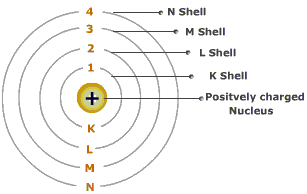 4 N Shell
3 M Shell
2 L Shell
1 K Shell
+ Positvely charged
Nucleus
K
L
M
N